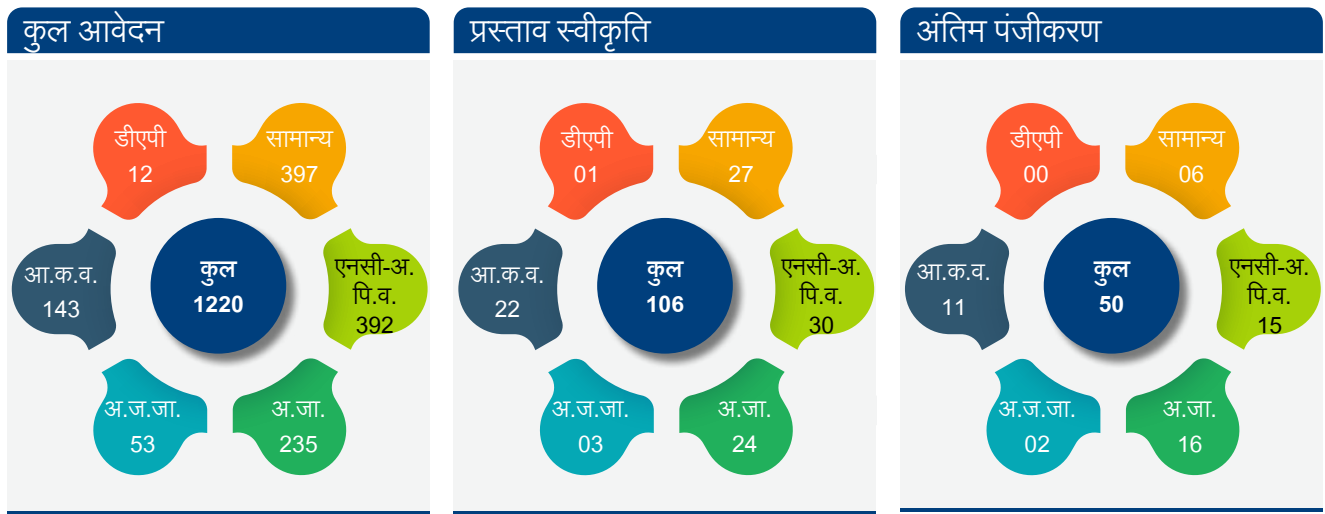 कुल आवेदन
डीएपी
12
सामान्य
397
आ.क.व.
143
कुल
1220
एनसी-अ.
पि.व.
392
अ.ज.जा.
53
अ.जा.
235
प्रस्ताव स्वीकृति
डीएपी
01
सामान्य
27
आ.क.व.
22
कुल
106
एनसी-अ.
पि.व.
30
अ.ज.जा.
03
अ.जा.
24
अंतिम पंजीकरण
डीएपी
00
सामान्य
06
आ.क.व.
11
कुल
50
एनसी-अ.
पि.व.
15
अ.ज.जा.
02
अ.जा.
16